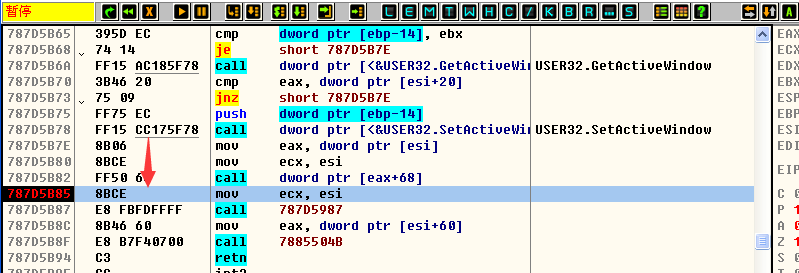 暂停 L E M T W H C / K B R ... S ?
787D5B65 395D EC cmp dword ptr [ebp-14], ebx EAX
787D5B68 74 14 je short 787D5B7E ECX
787D5B6A FF15 AC185F78 call dword ptr [<&USER32.GetActiveWin USER32.GetActiveWindow EDX
787D5B70 3B46 20 cmp eax, dword ptr [esi+20] EBX
787D5B73 75 09 jnz short 787D5B7E ESP
787D5B75 FF75 EC push dword ptr [ebp-14] EBP
787D5B78 FF15 CC175F78 call dword ptr [<&USER32.SetActiveWin USER32.SetActiveWindow ESI
787D5B7E 8B06 mov eax, dword ptr [esi] EDI
787D5B80 8BCE mov ecx, esi
787D5B82 FF50 6 call dword ptr [eax+68] EIP
787D5B85 8BCE mov ecx, esi C 0
787D5B87 E8 FBFDFFFF call 787D5987 P 1
787D5B8C 8B46 60 mov eax, dword ptr [esi+60] A 0
787D5B8F E8 B7F40700 call 7885504B Z 1
787D5B94 C3 retn S 0